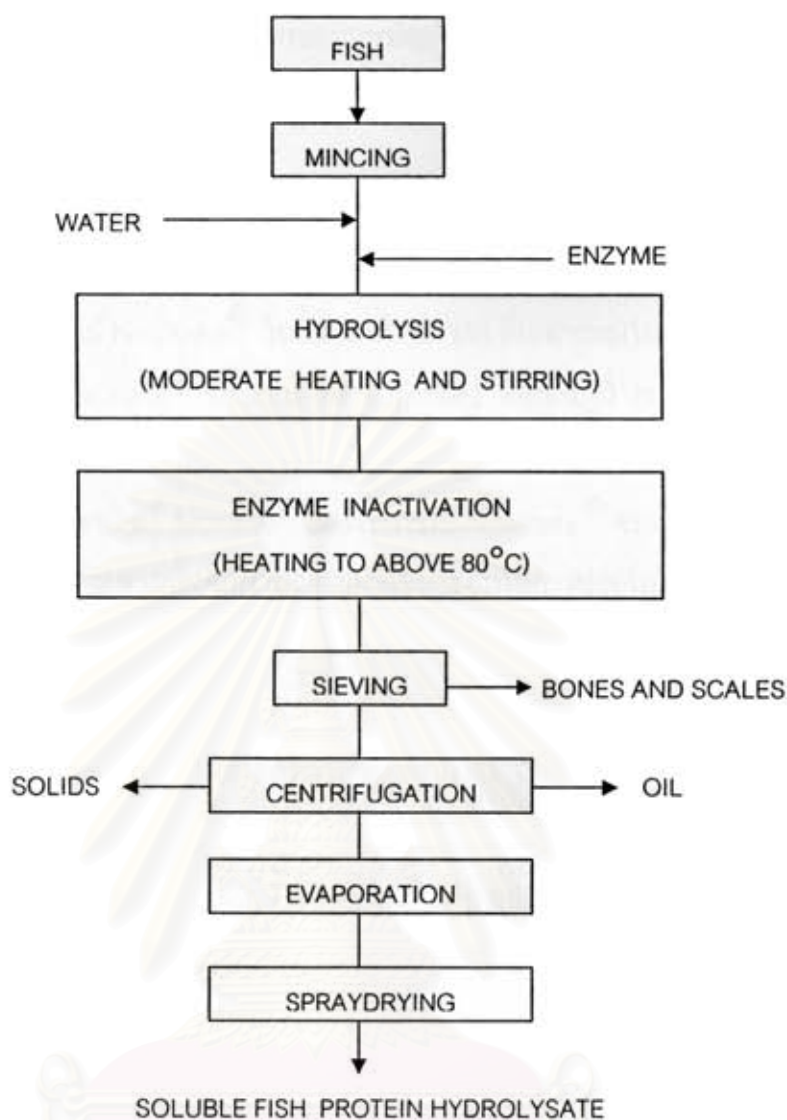 FISH
MINCING
WATER
ENZYME
HYDROLYSIS
(MODERATE HEATING AND STIRRING)
ENZYME INACTIVATION
(HEATING TO ABOVE 80°C)
SIEVING
BONES AND SCALES
SOLIDS
CENTRIFUGATION
OIL
EVAPORATION
SPRAYDRYING
SOLUBLE FISH PROTEIN HYDROLYSATE